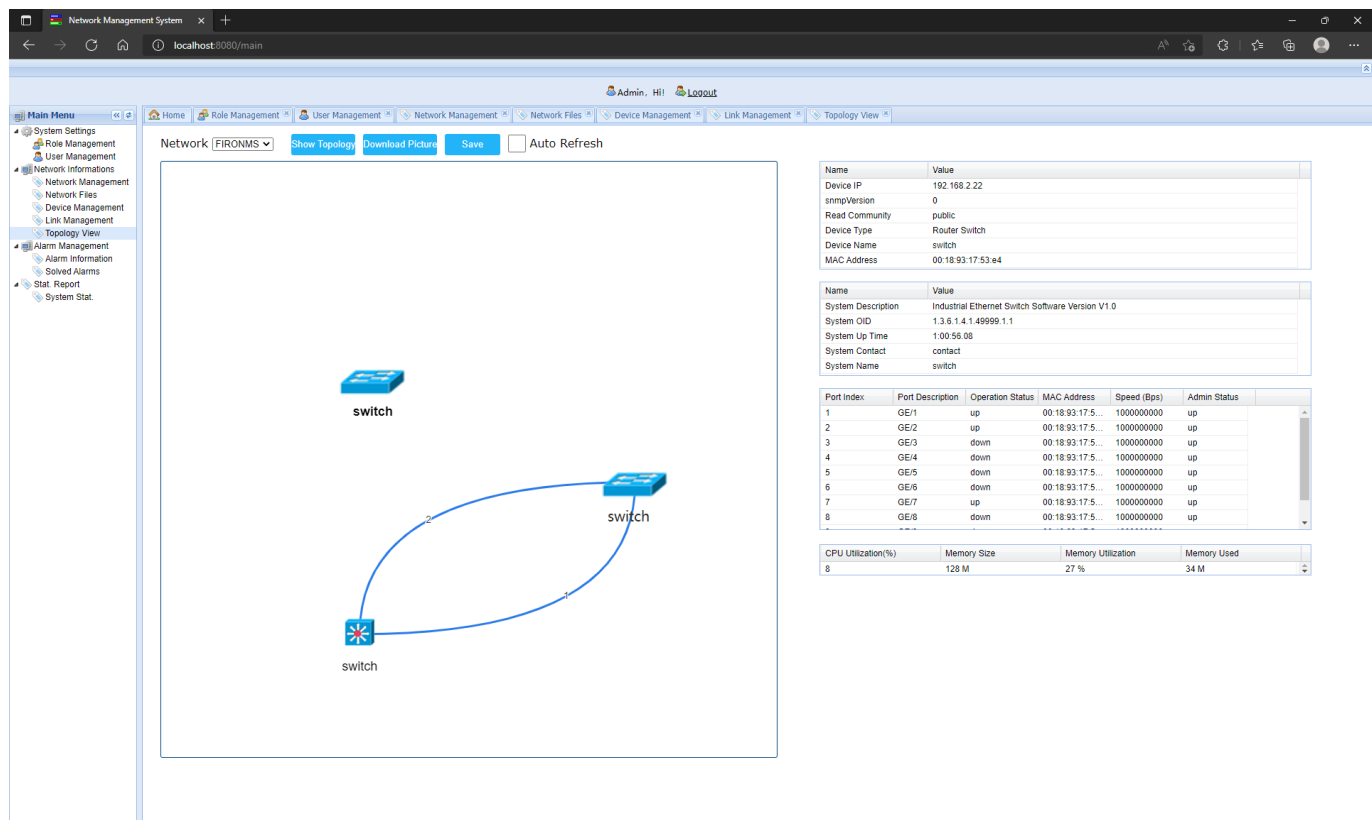 Network Management System
localhost:8080/main
Admin, Hi! Logout
Main Menu
System Settings
Role Management
User Management
Network Informations
Network Management
Network Files
Device Management
Link Management
Topology View
Alarm Management
Alarm Information
Solved Alarms
Stat. Report
System Stat.
Home Role Management User Management Network Management Network Files Device Management Link Management Topology View
Network FIRONMS Show Topology Download Picture Save Auto Refresh
switch
switch
2
1
switch
Name Value
Device IP 192.168.2.22
snmpVersion 0
Read Community public
Device Type Router Switch
Device Name switch
MAC Address 00:18:93:17:53:e4
Name Value
System Description Industrial Ethernet Switch Software Version V1.0
System OID 1.3.6.1.4.1.49999.1.1
System Up Time 1:00:56.08
System Contact contact
System Name switch
Port Index Port Description Operation Status MAC Address Speed (Bps) Admin Status
1 GE/1 up 00:18:93:17:5... 1000000000 up
2 GE/2 up 00:18:93:17:5... 1000000000 up
3 GE/3 down 00:18:93:17:5... 1000000000 up
4 GE/4 down 00:18:93:17:5... 1000000000 up
5 GE/5 down 00:18:93:17:5... 1000000000 up
6 GE/6 down 00:18:93:17:5... 1000000000 up
7 GE/7 up 00:18:93:17:5... 1000000000 up
8 GE/8 down 00:18:93:17:5... 1000000000 up
CPU Utilization(%) Memory Size Memory Utilization Memory Used
8 128 M 27 % 34 M